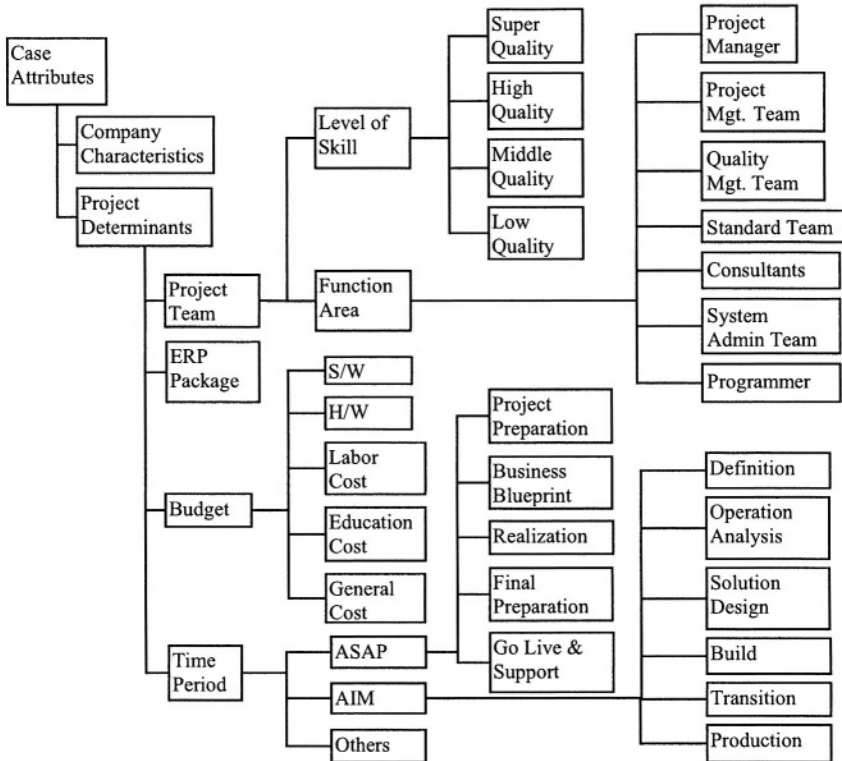 Case
Attributes
Company
Characteristics
Project
Determinants
Project
Team
ERP
Package
Budget
Time
Period
Level of
Skill
Function
Area
Super
Quality
High
Quality
Middle
Quality
Low
Quality
Project
Manager
Project
Mgt. Team
Quality
Mgt. Team
Standard Team
Consultants
System
Admin Team
Programmer
S/W
H/W
Labor
Cost
Education
Cost
General
Cost
ASAP
AIM
Others
Project
Preparation
Business
Blueprint
Realization
Final
Preparation
Go Live &
Support
Definition
Operation
Analysis
Solution
Design
Build
Transition
Production